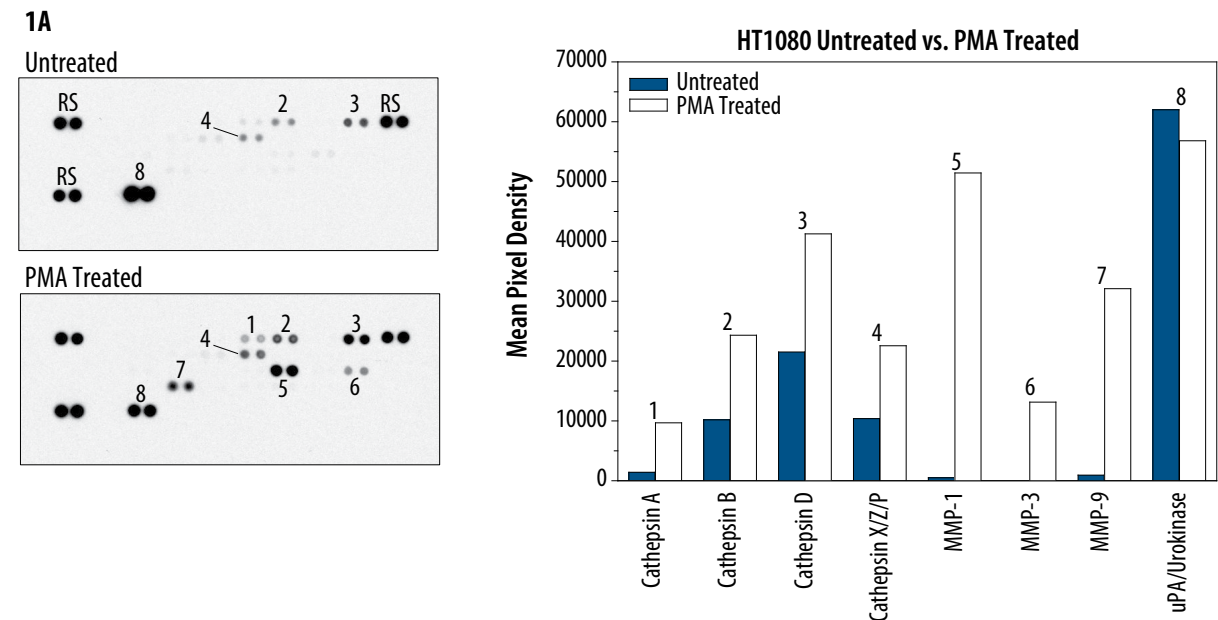 1A
Untreated
RS 2 3 RS
4
RS 8
PMA Treated
1 2 3
4
7 5 6
8
HT1080 Untreated vs. PMA Treated
Untreated
PMA Treated
Mean Pixel Density
70000
60000
50000
40000
30000
20000
10000
0
1
2
3
4
5
6
7
8
Cathepsin A
Cathepsin B
Cathepsin D
Cathepsin X/Z/P
MMP-1
MMP-3
MMP-9
uPA/Urokinase